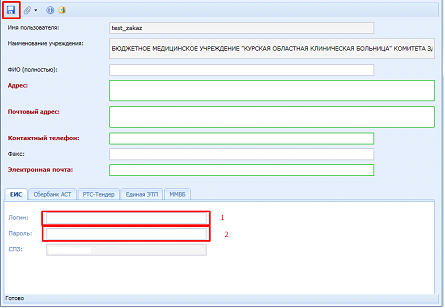 Имя пользователя: test_zakaz
Наименование учреждения: БЮДЖЕТНОЕ МЕДИЦИНСКОЕ УЧРЕЖДЕНИЕ "КУРСКАЯ ОБЛАСТНАЯ КЛИНИЧЕСКАЯ БОЛЬНИЦА" КОМИТЕТА ЗД
ФИО (полностью):
Адрес:
Почтовый адрес:
Контактный телефон:
Факс:
Электронная почта:
ЕИС Сбербанк АСТ РТС-Тендер Единая ЭТП ММВБ
Логин: 1
Пароль: 2
СПЗ:
Готово